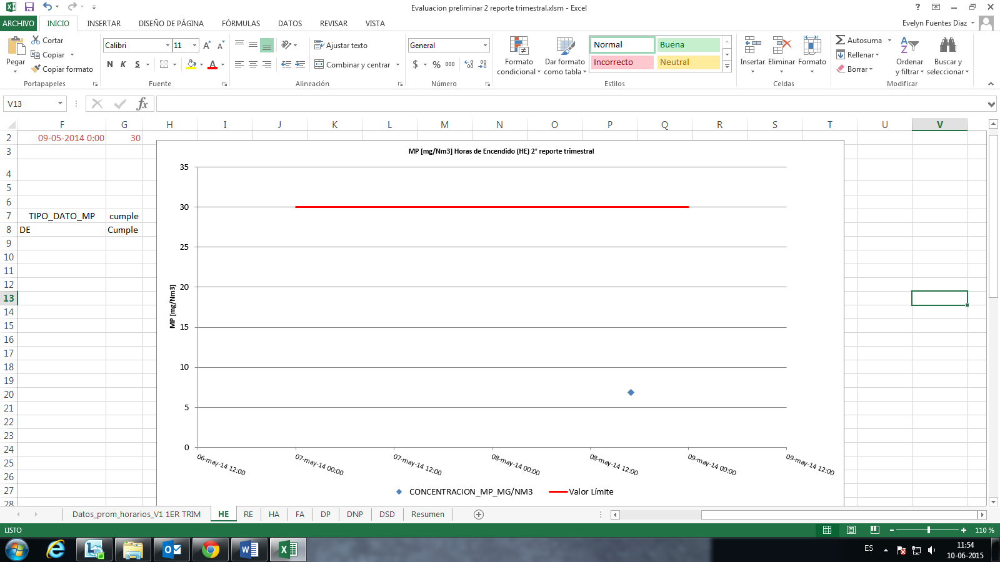 Evaluacion preliminar 2 reporte trimestral.xlsm - Excel
ARCHIVO INICIO INSERTAR DISEÑO DE PÁGINA FÓRMULAS DATOS REVISAR VISTA
Evelyn Fuentes Diaz
Pegar
Cortar
Copiar
Copiar formato
Portapapeles
Calibri 11
N K S
Fuente
Ajustar texto
Combinar y centrar
Alineación
General
$ % 000
Número
Formato condicional
Dar formato como tabla
Normal Buena
Incorrecto Neutral
Estilos
Insertar Eliminar Formato
Celdas
Autosuma
Rellenar
Borrar
Ordenar y filtrar
Buscar y seleccionar
Modificar
V13
fx
F G H I J K L M N O P Q R S T U V
2 09-05-2014 0:00 30
3
4
5
6
7 TIPO_DATO_MP cumple
8 DE Cumple
9
10
11
12
13
14
15
16
17
18
19
20
21
22
23
24
25
26
27
28
MP [mg/Nm3] Horas de Encendido (HE) 2° reporte trimestral
MP [mg/Nm3]
35
30
25
20
15
10
5
0
06-may-14 12:00
07-may-14 00:00
07-may-14 12:00
08-may-14 00:00
08-may-14 12:00
09-may-14 00:00
09-may-14 12:00
CONCENTRACION_MP_MG/NM3 Valor Límite
Datos_prom_horarios_V1 1ER TRIM HE RE HA FA DP DNP DSD Resumen
LISTO
110 %
ES
11:54
10-06-2015